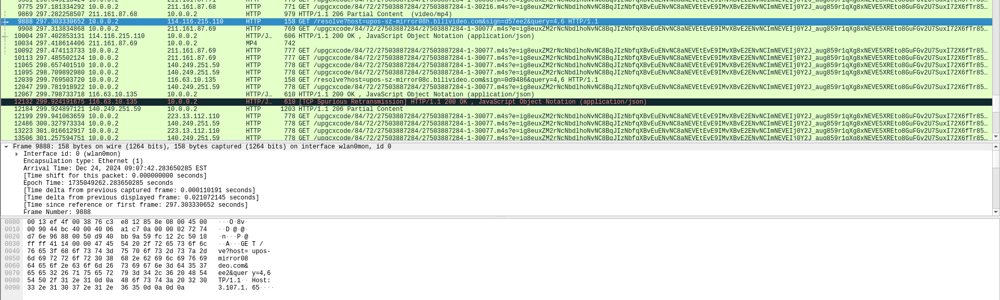 9775 297.181334292 10.0.0.2 211.161.87.68 HTTP 771 GET /upgcxcode/84/72/27503887284/27503887284-1-30216.m4s?e=ig8euxZM2rNcNbdlhoNvNC8BqJIzNbfqXBvEuENvNC8aNEVEtEvE9IMvXBvE2ENvNCImNEVEIj0Y2J_aug859r1qXg8xNEVE5XREto8GuFGv2U7SuxI72X6fTr85…
9869 297.282258507 211.161.87.68 10.0.0.2 HTTP 979 HTTP/1.1 206 Partial Content (video/mp4)
9888 297.303330652 10.0.0.2 114.116.215.110 HTTP 158 GET /resolve?host=upos-sz-mirror08h.bilivideo.com&sign=d57ee2&query=4,6 HTTP/1.1
9908 297.313834868 10.0.0.2 211.161.87.69 HTTP 769 GET /upgcxcode/84/72/27503887284/27503887284-1-30077.m4s?e=ig8euxZM2rNcNbdlhoNvNC8BqJIzNbfqXBvEuENvNC8aNEVEtEvE9IMvXBvE2ENvNCImNEVEIj0Y2J_aug859r1qXg8xNEVE5XREto8GuFGv2U7SuxI72X6fTr85…
10004 297.402853131 114.116.215.110 10.0.0.2 HTTP/J… 606 HTTP/1.1 200 OK , JavaScript Object Notation (application/json)
10034 297.418614406 211.161.87.69 10.0.0.2 MP4 742
10092 297.474113733 10.0.0.2 211.161.87.69 HTTP 777 GET /upgcxcode/84/72/27503887284/27503887284-1-30077.m4s?e=ig8euxZM2rNcNbdlhoNvNC8BqJIzNbfqXBvEuENvNC8aNEVEtEvE9IMvXBvE2ENvNCImNEVEIj0Y2J_aug859r1qXg8xNEVE5XREto8GuFGv2U7SuxI72X6fTr85…
10113 297.485502124 10.0.0.2 211.161.87.69 HTTP 777 GET /upgcxcode/84/72/27503887284/27503887284-1-30077.m4s?e=ig8euxZM2rNcNbdlhoNvNC8BqJIzNbfqXBvEuENvNC8aNEVEtEvE9IMvXBvE2ENvNCImNEVEIj0Y2J_aug859r1qXg8xNEVE5XREto8GuFGv2U7SuxI72X6fTr85…
11065 298.657401510 10.0.0.2 140.249.251.59 HTTP 778 GET /upgcxcode/84/72/27503887284/27503887284-1-30077.m4s?e=ig8euxZM2rNcNbdlhoNvNC8BqJIzNbfqXBvEuENvNC8aNEVEtEvE9IMvXBvE2ENvNCImNEVEIj0Y2J_aug859r1qXg8xNEVE5XREto8GuFGv2U7SuxI72X6fTr85…
11095 298.709892980 10.0.0.2 140.249.251.59 HTTP 778 GET /upgcxcode/84/72/27503887284/27503887284-1-30077.m4s?e=ig8euxZM2rNcNbdlhoNvNC8BqJIzNbfqXBvEuENvNC8aNEVEtEvE9IMvXBvE2ENvNCImNEVEIj0Y2J_aug859r1qXg8xNEVE5XREto8GuFGv2U7SuxI72X6fTr85…
12039 299.769503720 10.0.0.2 116.63.10.135 HTTP 158 GET /resolve?host=upos-sz-mirror08c.bilivideo.com&sign=0d9486&query=4,6 HTTP/1.1
12047 299.781918922 10.0.0.2 140.249.251.59 HTTP 778 GET /upgcxcode/84/72/27503887284/27503887284-1-30077.m4s?e=ig8euxZM2rNcNbdlhoNvNC8BqJIzNbfqXBvEuENvNC8aNEVEtEvE9IMvXBvE2ENvNCImNEVEIj0Y2J_aug859r1qXg8xNEVE5XREto8GuFGv2U7SuxI72X6fTr85…
12067 299.798733718 116.63.10.135 10.0.0.2 HTTP/J… 610 HTTP/1.1 200 OK , JavaScript Object Notation (application/json)
12132 299.924191675 116.63.10.135 10.0.0.2 HTTP/J… 610 [TCP Spurious Retransmission] HTTP/1.1 200 OK , JavaScript Object Notation (application/json)
12184 299.924897121 140.249.251.59 10.0.0.2 HTTP 1203 HTTP/1.1 206 Partial Content
12199 299.941063659 10.0.0.2 223.13.112.110 HTTP 778 GET /upgcxcode/84/72/27503887284/27503887284-1-30077.m4s?e=ig8euxZM2rNcNbdlhoNvNC8BqJIzNbfqXBvEuENvNC8aNEVEtEvE9IMvXBvE2ENvNCImNEVEIj0Y2J_aug859r1qXg8xNEVE5XREto8GuFGv2U7SuxI72X6fTr85…
12486 300.327973334 10.0.0.2 140.249.251.59 HTTP 778 GET /upgcxcode/84/72/27503887284/27503887284-1-30077.m4s?e=ig8euxZM2rNcNbdlhoNvNC8BqJIzNbfqXBvEuENvNC8aNEVEtEvE9IMvXBvE2ENvNCImNEVEIj0Y2J_aug859r1qXg8xNEVE5XREto8GuFGv2U7SuxI72X6fTr85…
13223 301.016612917 10.0.0.2 223.13.112.110 HTTP 778 GET /upgcxcode/84/72/27503887284/27503887284-1-30077.m4s?e=ig8euxZM2rNcNbdlhoNvNC8BqJIzNbfqXBvEuENvNC8aNEVEtEvE9IMvXBvE2ENvNCImNEVEIj0Y2J_aug859r1qXg8xNEVE5XREto8GuFGv2U7SuxI72X6fTr85…
13506 301.257594751 10.0.0.2 140.249.251.59 HTTP 778 GET /upgcxcode/84/72/27503887284/27503887284-1-30077.m4s?e=ig8euxZM2rNcNbdlhoNvNC8BqJIzNbfqXBvEuENvNC8aNEVEtEvE9IMvXBvE2ENvNCImNEVEIj0Y2J_aug859r1qXg8xNEVE5XREto8GuFGv2U7SuxI72X6fTr85…
Frame 9888: 158 bytes on wire (1264 bits), 158 bytes captured (1264 bits) on interface wlan0mon, id 0
Interface id: 0 (wlan0mon)
Encapsulation type: Ethernet (1)
Arrival Time: Dec 24, 2024 09:07:42.283650285 EST
[Time shift for this packet: 0.000000000 seconds]
Epoch Time: 1735049262.283650285 seconds
[Time delta from previous captured frame: 0.000110191 seconds]
[Time delta from previous displayed frame: 0.021072145 seconds]
[Time since reference or first frame: 297.303330652 seconds]
Frame Number: 9888
0000 00 13 ef 4f 00 38 76 c3 e8 12 85 8e 08 00 45 00 ···O·8v·
0010 00 90 44 bc 40 00 40 06 a1 c7 0a 00 00 02 72 74 ··D·@·@·
0020 d7 6e 96 88 00 50 d9 40 bb 9a 59 fc 12 2c 50 18 ·n···P·@
0030 ff ff 41 14 00 00 47 45 54 20 2f 72 65 73 6f 6c ··A···GE T /
0040 76 65 3f 68 6f 73 74 3d 75 70 6f 73 2d 73 7a 2d ve?host= upos-
0050 6d 69 72 72 6f 72 30 38 68 2e 62 69 6c 69 76 69 mirror08
0060 64 65 6f 2e 63 6f 6d 26 73 69 67 6e 3d 64 35 37 deo.com&
0070 65 65 32 26 71 75 65 72 79 3d 34 2c 36 20 48 54 ee2&quer y=4,6
0080 54 50 2f 31 2e 31 0d 0a 48 6f 73 74 3a 20 32 30 TP/1.1·· Host:
0090 33 2e 31 30 37 2e 31 2e 36 35 0d 0a 0d 0a 3.107.1. 65····